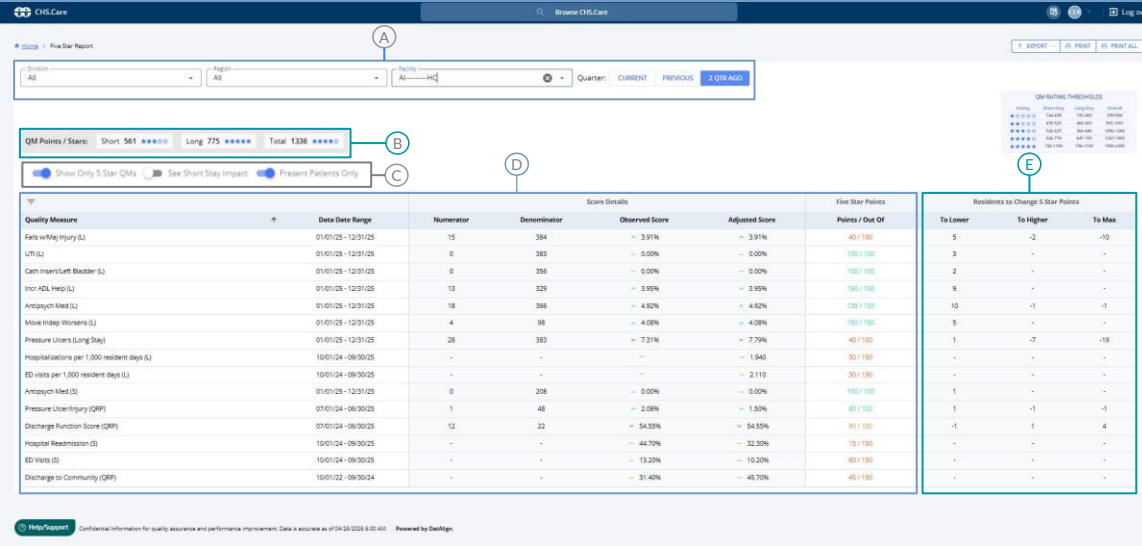 CHS.Care
Browse CHS.Care
Log ou
Home > Five Star Report
A
EXPORT
PRINT
PRINT ALL
Division
All
Region
All
Facility
Al---------HC
Quarter: CURRENT PREVIOUS 2 QTR AGO
QM RATING THRESHOLDS
Rating Short Stay Long Stay Overall
QM Points / Stars: Short 561 ★★★☆☆ Long 775 ★★★★★ Total 1336 ★★★★☆
B
Show Only 5 Star QMs See Short Stay Impact Present Patients Only
C
D
E
Score Details Five Star Points Residents to Change 5 Star Points
Quality Measure ↑ Data Date Range Numerator Denominator Observed Score Adjusted Score Points / Out Of To Lower To Higher To Max
Falls w/Maj Injury (L) 01/01/25 - 12/31/25 15 384 3.91% 3.91% 40 / 100 5 -2 -10
UTI (L) 01/01/25 - 12/31/25 0 383 0.00% 0.00% 100 / 100 3 - -
Cath Insert/Left Bladder (L) 01/01/25 - 12/31/25 0 356 0.00% 0.00% 100 / 100 2 - -
Incr ADL Help (L) 01/01/25 - 12/31/25 13 329 3.95% 3.95% 150 / 150 9 - -
Antipsych Med (L) 01/01/25 - 12/31/25 18 366 4.92% 4.92% 135 / 150 10 -1 -1
Move Indep Worsens (L) 01/01/25 - 12/31/25 4 98 4.08% 4.08% 150 / 150 5 - -
Pressure Ulcers (Long Stay) 01/01/25 - 12/31/25 28 383 7.31% 7.79% 40 / 100 1 -7 -19
Hospitalizations per 1,000 resident days (L) 10/01/24 - 09/30/25 - - – 1.940 30 / 150 - - -
ED visits per 1,000 resident days (L) 10/01/24 - 09/30/25 - - – 2.110 30 / 150 - - -
Antipsych Med (S) 01/01/25 - 12/31/25 0 208 0.00% 0.00% 100 / 100 1 - -
Pressure Ulcer/Injury (QRP) 07/01/24 - 06/30/25 1 48 2.08% 1.50% 80 / 100 1 -1 -1
Discharge Function Score (QRP) 07/01/24 - 06/30/25 12 22 54.55% 54.55% 90 / 150 -1 1 4
Hospital Readmission (S) 10/01/24 - 09/30/25 - - 44.70% 32.30% 15 / 150 - - -
ED Visits (S) 10/01/24 - 09/30/25 - - 13.20% 10.20% 60 / 150 - - -
Discharge to Community (QRP) 10/01/22 - 09/30/24 - - 31.40% 45.70% 45 / 150 - - -
Help/Support Confidential Information for quality assurance and performance improvement. Data is accurate as of 04/26/2026 6:00 AM. Powered by DatAlign.